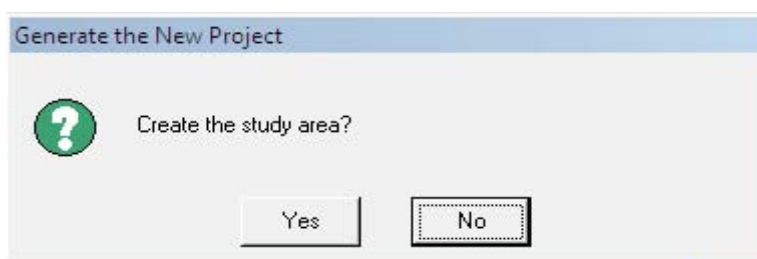 Generate the New Project
Create the study area?
Yes No